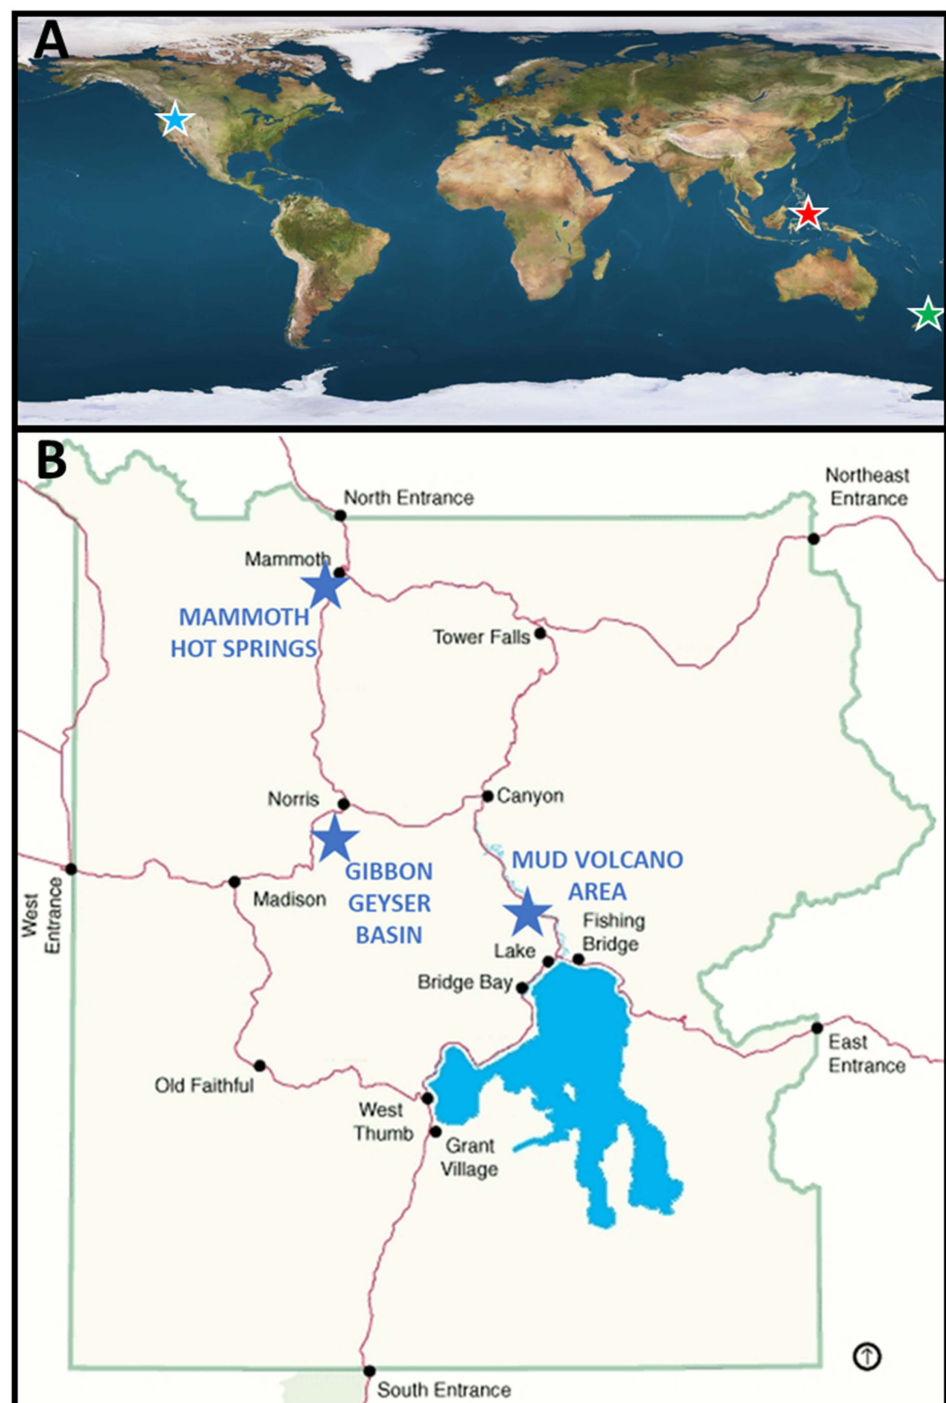 A
B
North Entrance
Northeast
Entrance
Mammoth
MAMMOTH
HOT SPRINGS
Tower Falls
Norris
Canyon
GIBBON
GEYSER
BASIN
MUD VOLCANO
AREA
West
Entrance
Madison
Fishing
Bridge
Lake
Bridge Bay
East
Entrance
Old Faithful
West
Thumb
Grant
Village
South Entrance